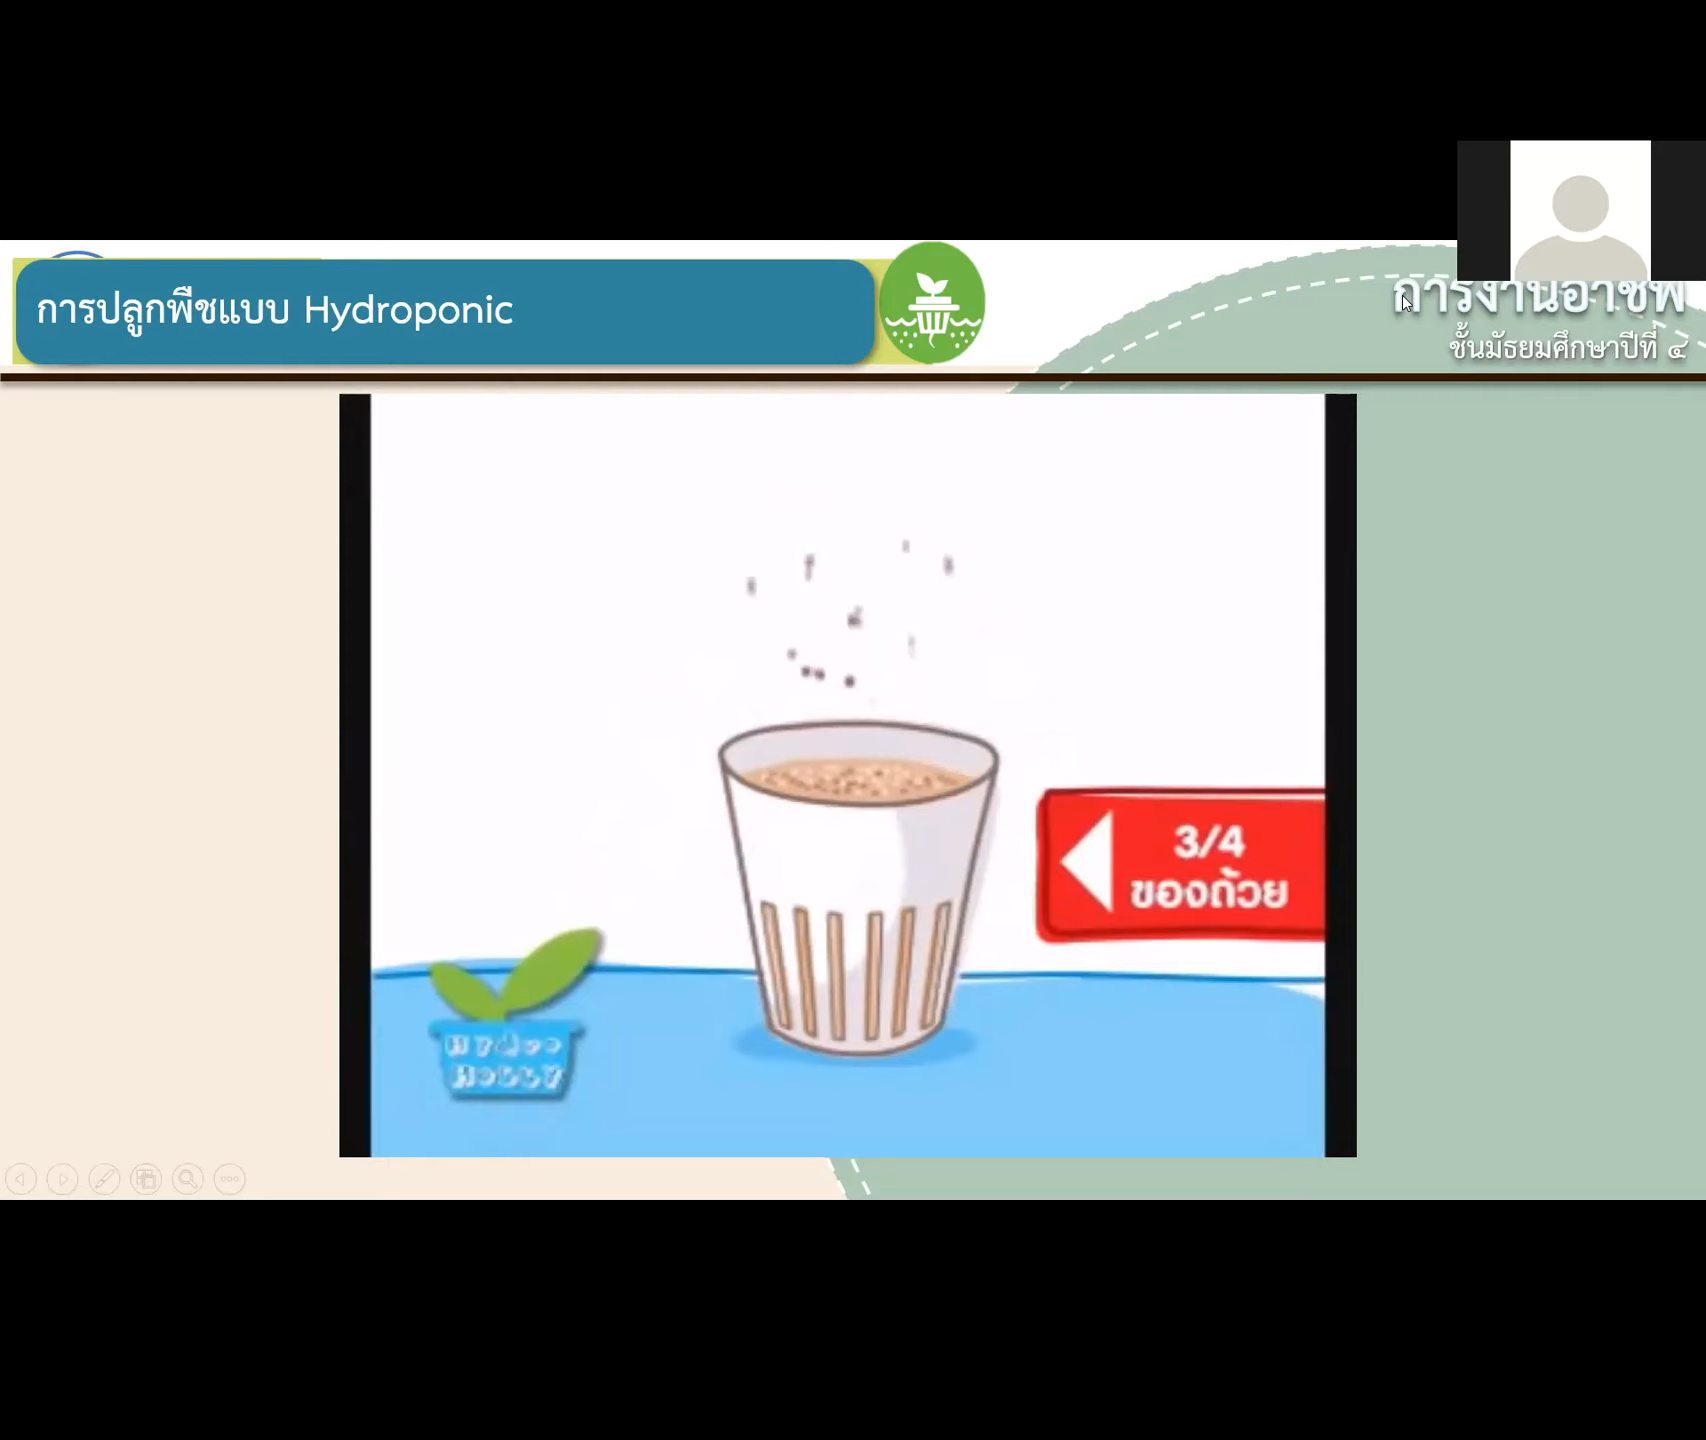 การปลูกพืชแบบ Hydroponic
การงานอาชีพ
ชั้นมัธยมศึกษาปีที่ ๔
3/4
ของถ้วย
Hydro
Hobby